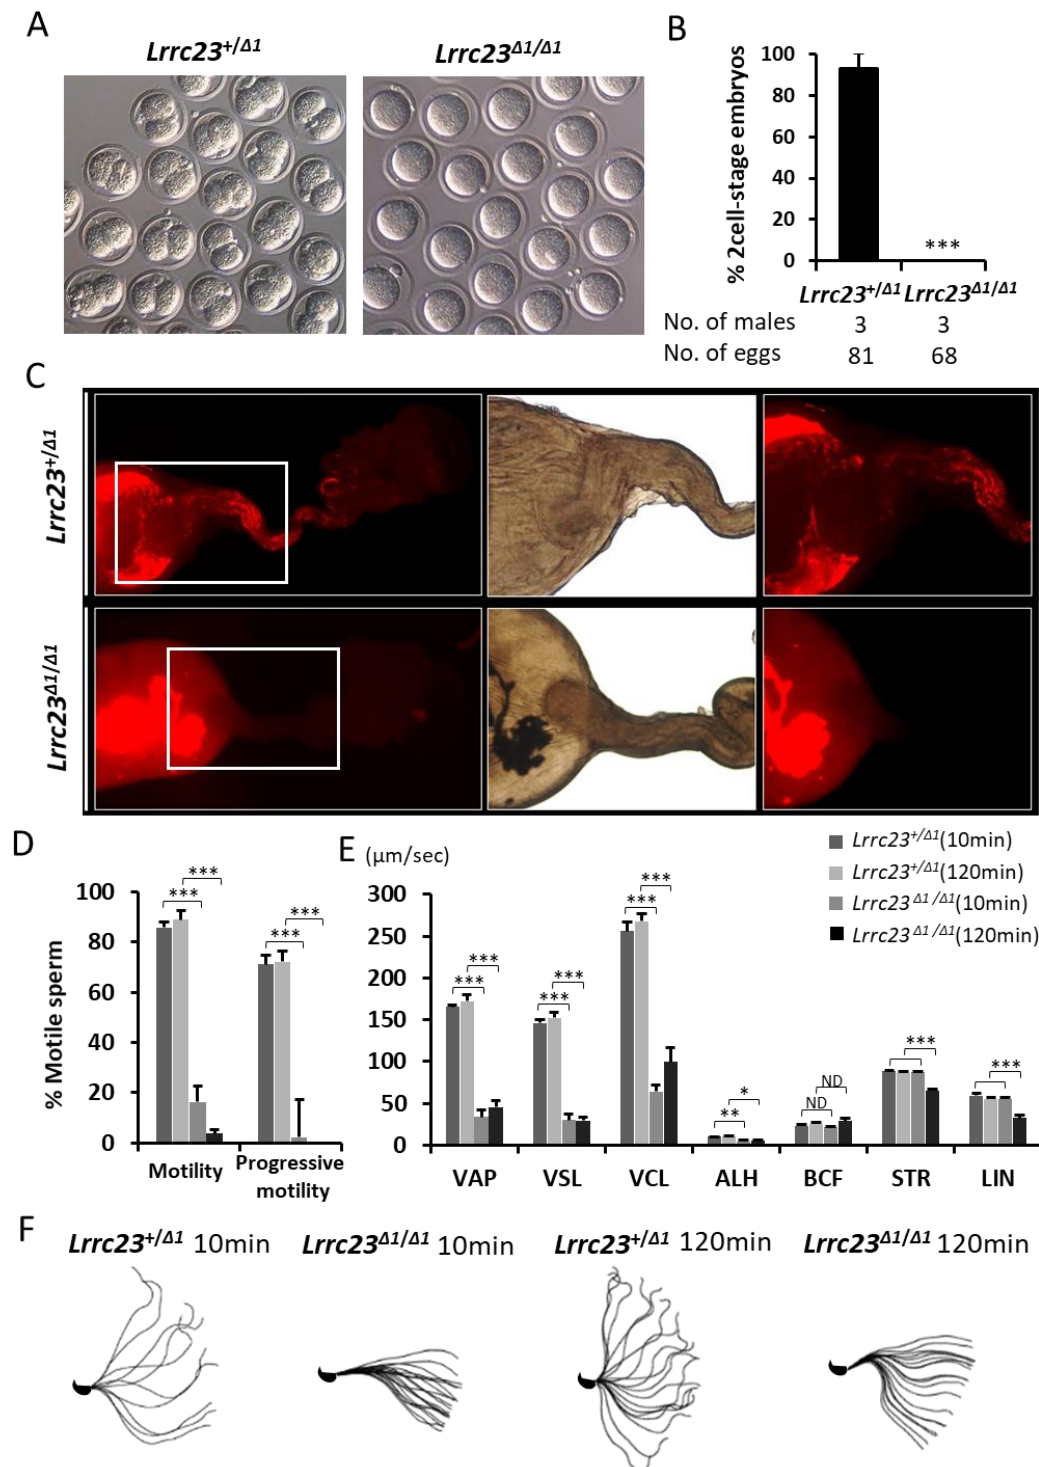 A
Lrrc23+/Δ1
Lrrc23Δ1/Δ1
B
% 2cell-stage embryos
100
80
60
40
20
0
***
Lrrc23+/Δ1 Lrrc23Δ1/Δ1
No. of males 3 3
No. of eggs 81 68
C
Lrrc23+/Δ1
Lrrc23Δ1/Δ1
D
% Motile sperm
100
80
60
40
20
0
***
***
***
***
Motility
Progressive
motility
E (μm/sec)
300
250
200
150
100
50
0
***
***
***
***
***
***
*
**
ND
ND
***
***
VAP VSL VCL ALH BCF STR LIN
Lrrc23+/Δ1(10min)
Lrrc23+/Δ1(120min)
Lrrc23Δ1/Δ1(10min)
Lrrc23Δ1/Δ1(120min)
F
Lrrc23+/Δ1 10min
Lrrc23Δ1/Δ1 10min
Lrrc23+/Δ1 120min
Lrrc23Δ1/Δ1 120min